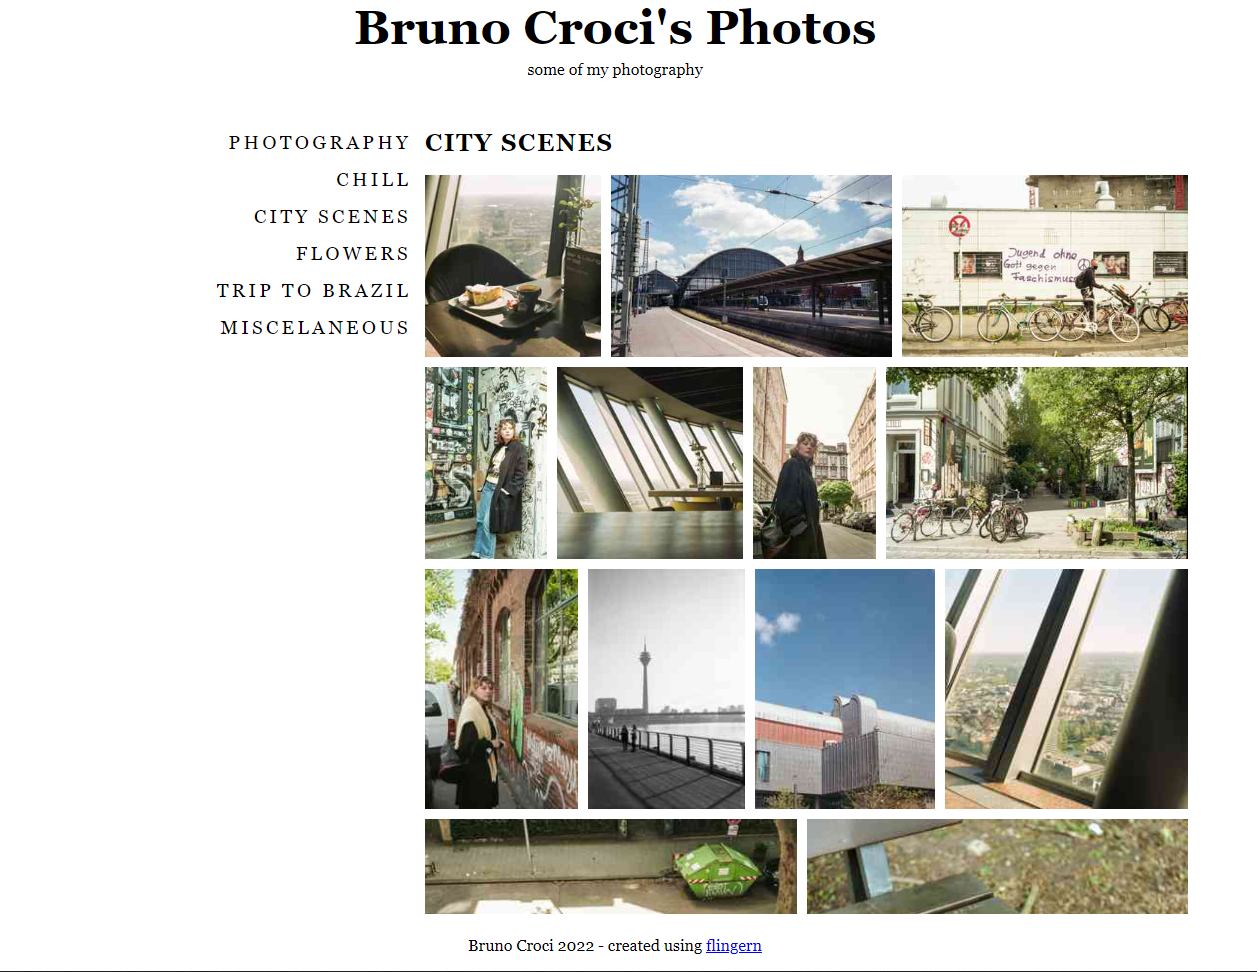 Bruno Croci's Photos
some of my photography
PHOTOGRAPHY
CHILL
CITY SCENES
FLOWERS
TRIP TO BRAZIL
MISCELANEOUS
CITY SCENES
Jugend ohne
Gott gegen
Faschismus
Bruno Croci 2022 - created using flingern